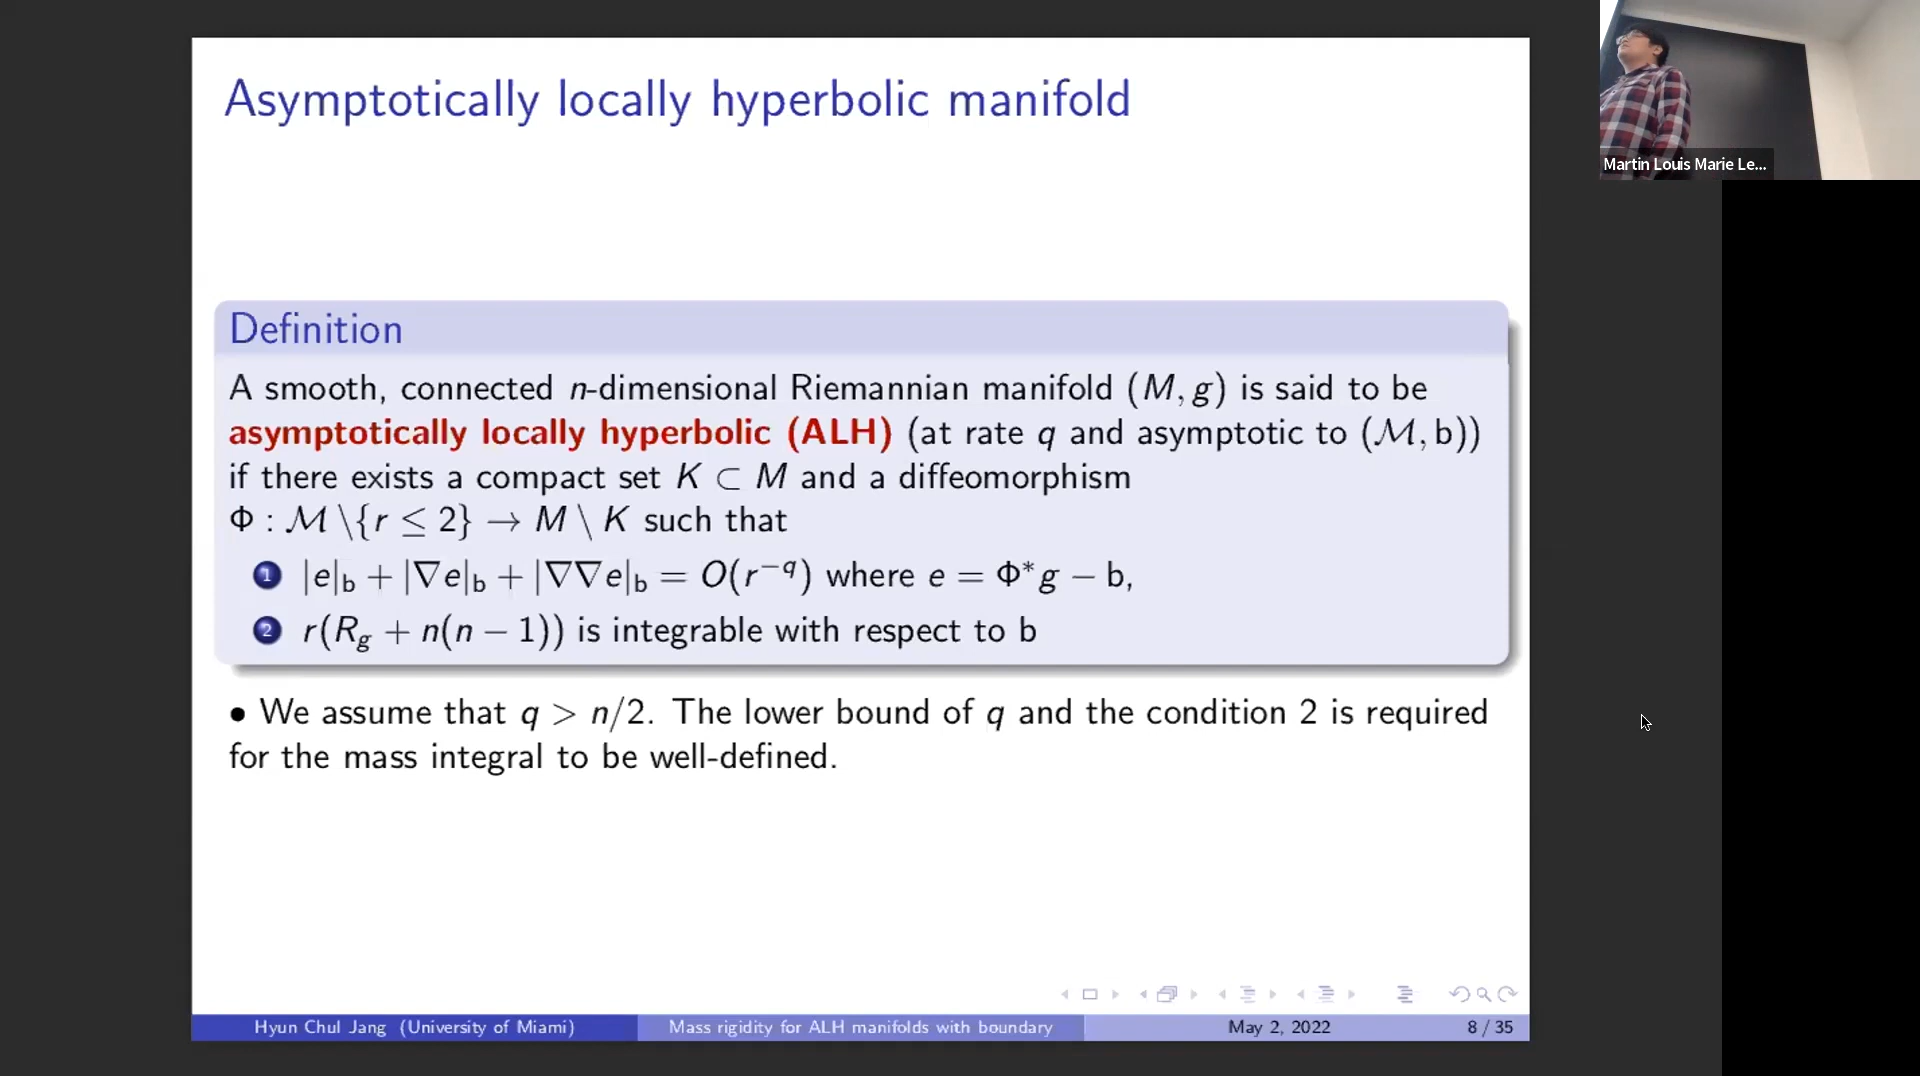 Asymptotically locally hyperbolic manifold
Definition
A smooth, connected n-dimensional Riemannian manifold (M, g) is said to be
asymptotically locally hyperbolic (ALH) (at rate q and asymptotic to (ℳ, b))
if there exists a compact set K ⊂ M and a diffeomorphism
Φ : ℳ \ {r ≤ 2} → M \ K such that
1 |e|_b + |∇e|_b + |∇∇e|_b = O(r^{-q}) where e = Φ*g − b,
2 r(R_g + n(n − 1)) is integrable with respect to b
• We assume that q > n/2. The lower bound of q and the condition 2 is required
for the mass integral to be well-defined.
Hyun Chul Jang (University of Miami) Mass rigidity for ALH manifolds with boundary May 2, 2022 8 / 35
Martin Louis Marie Le...